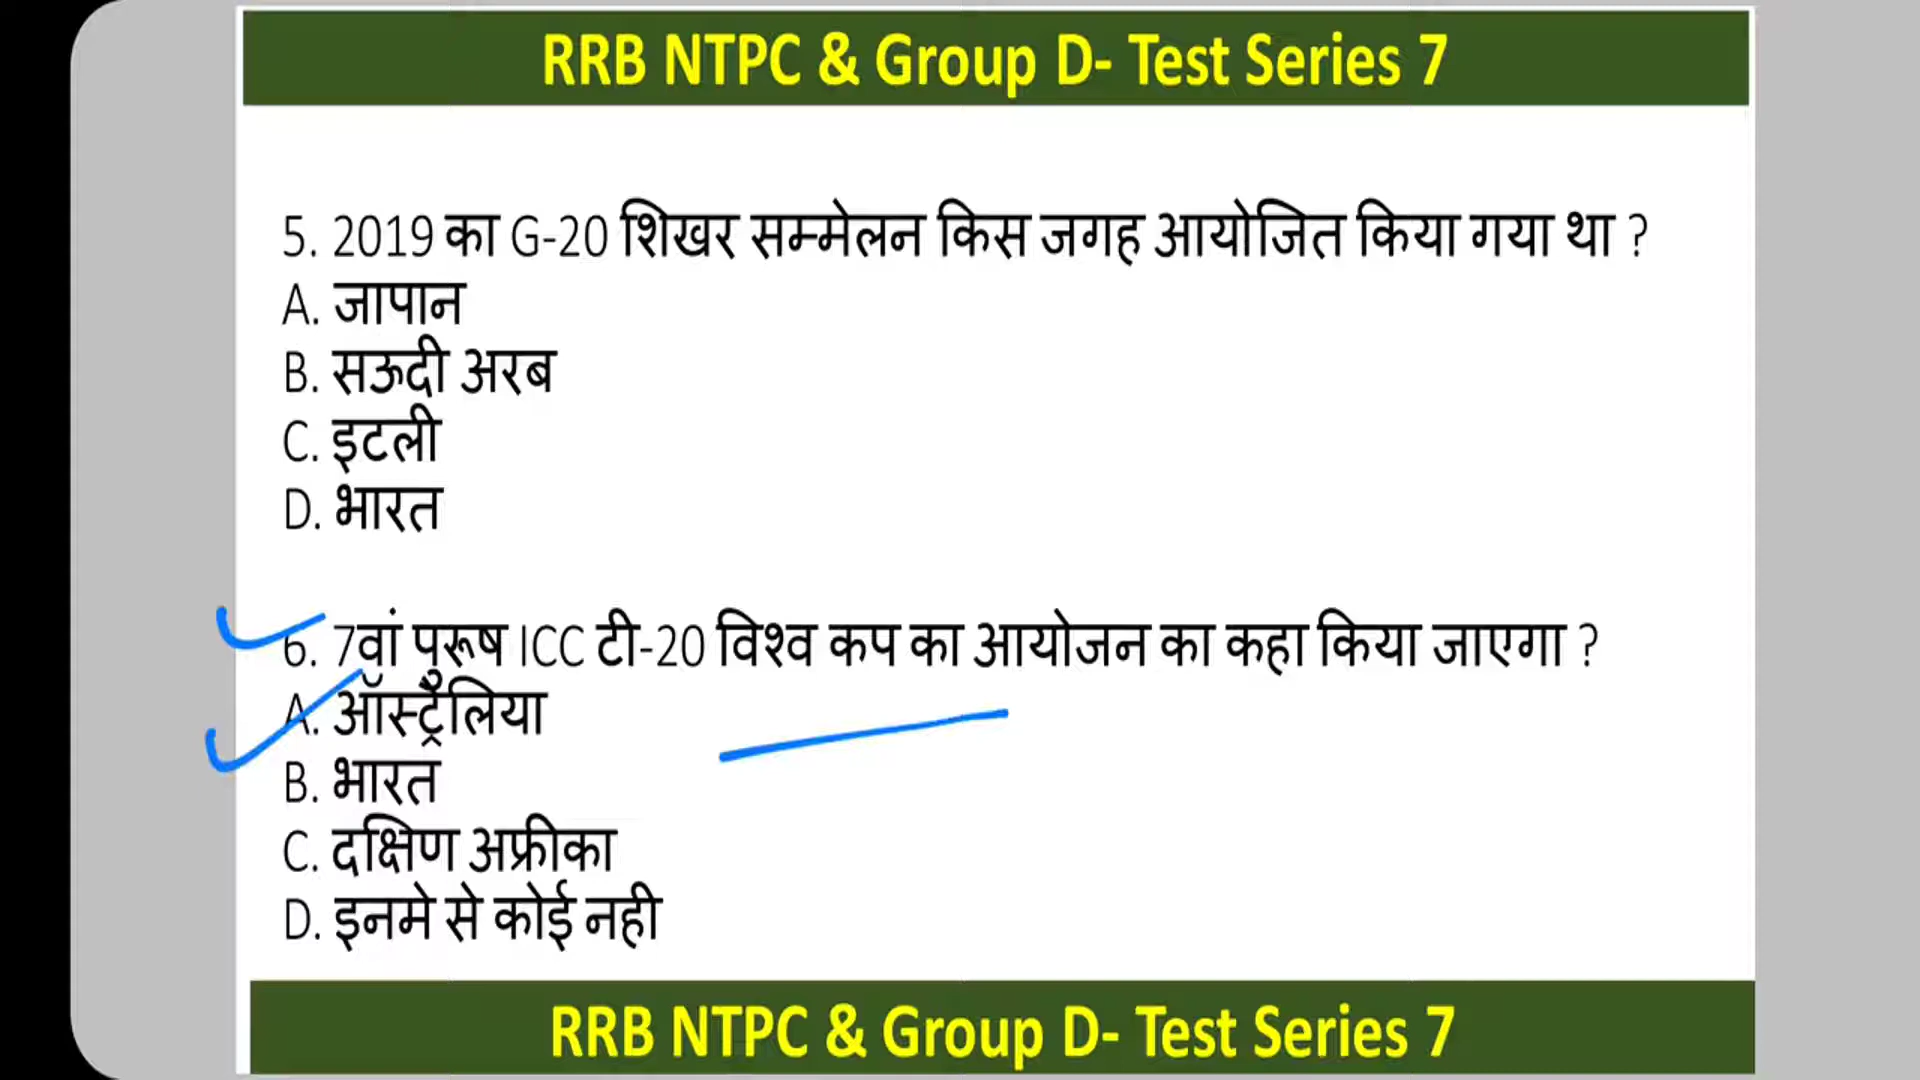 RRB NTPC & Group D- Test Series 7
5. 2019 का G-20 शिखर सम्मेलन किस जगह आयोजित किया गया था ?
A. जापान
B. सऊदी अरब
C. इटली
D. भारत
6. 7वां पुरूष ICC टी-20 विश्व कप का आयोजन का कहा किया जाएगा ?
A. ऑस्ट्रेलिया
B. भारत
C. दक्षिण अफ्रीका
D. इनमे से कोई नही
RRB NTPC & Group D- Test Series 7